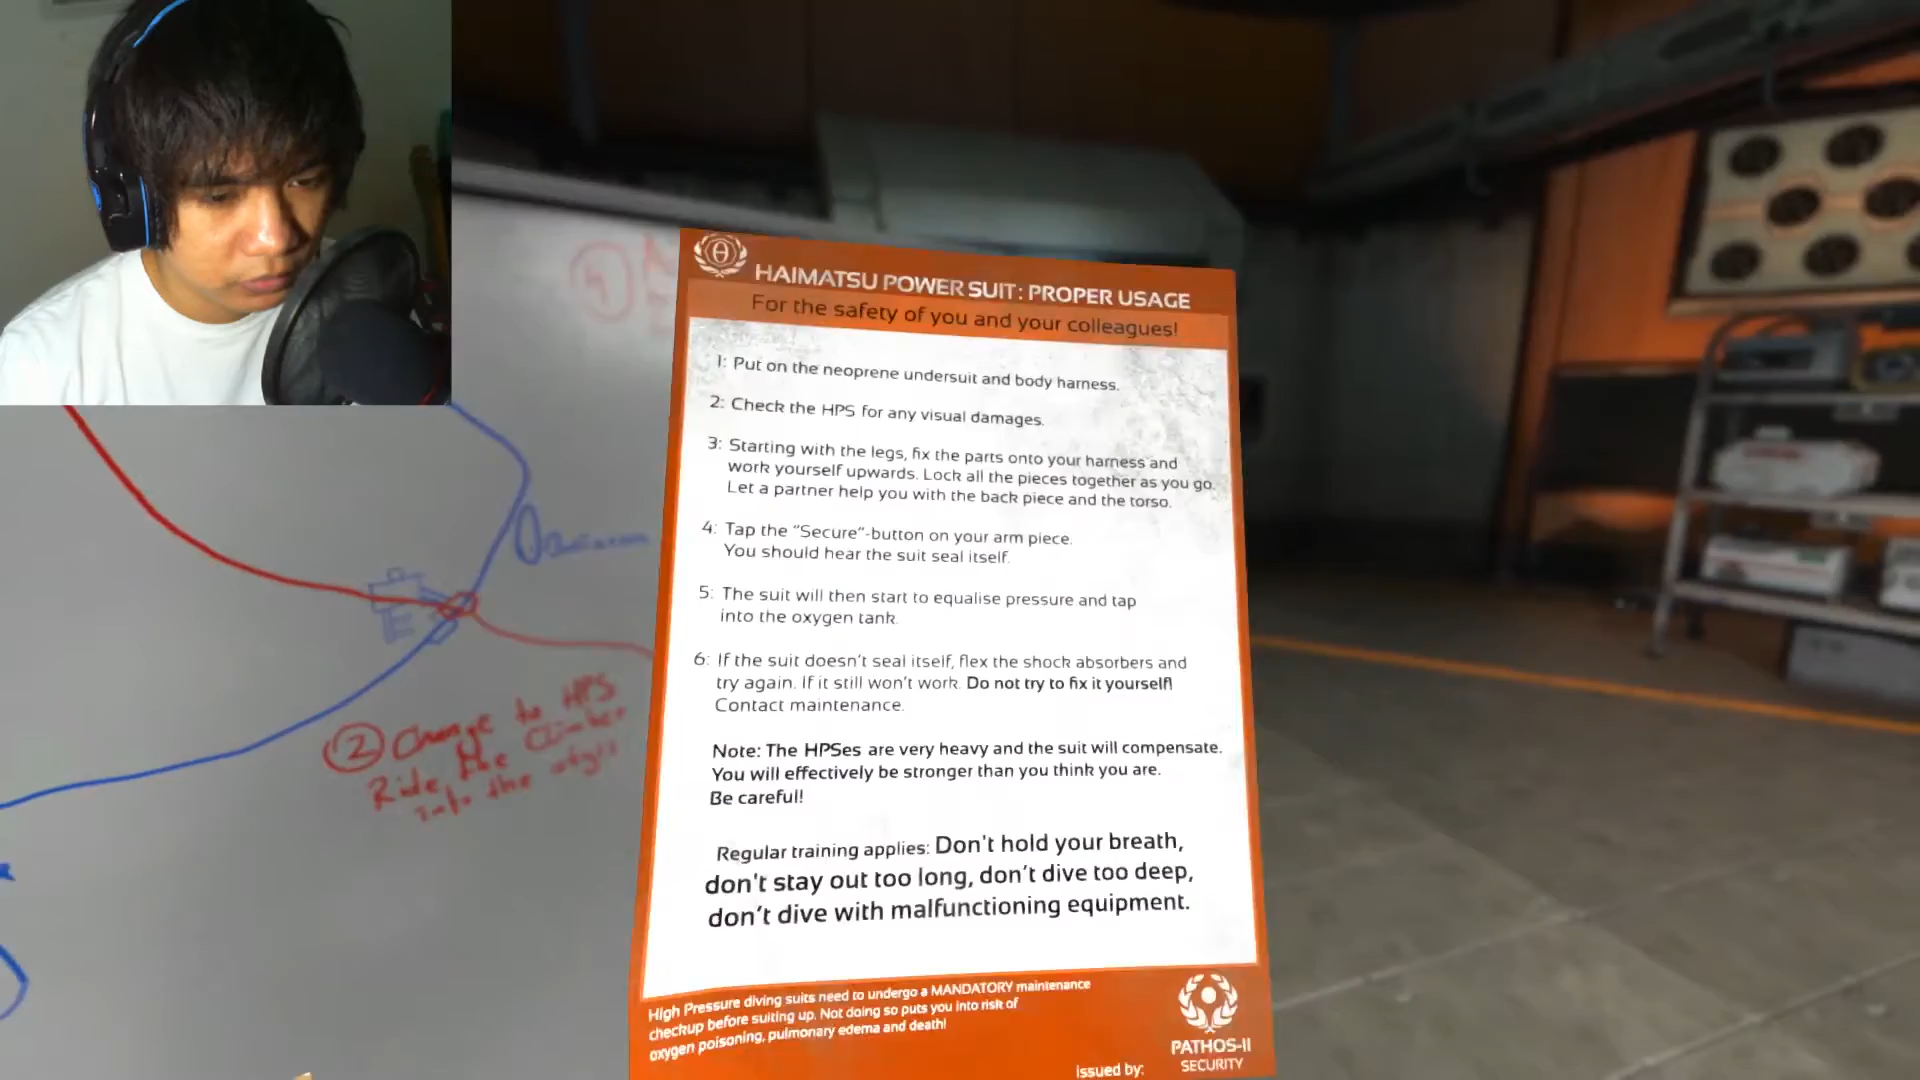 HAIMATSU POWER SUIT: PROPER USAGE
For the safety of you and your colleagues!
1: Put on the neoprene undersuit and body harness.
2: Check the HPS for any visual damages.
3: Starting with the legs, fix the parts onto your harness and
work yourself upwards. Lock all the pieces together as you go.
Let a partner help you with the back piece and the torso.
4: Tap the "Secure"-button on your arm piece.
You should hear the suit seal itself.
5: The suit will then start to equalise pressure and tap
into the oxygen tank.
6: If the suit doesn't seal itself, flex the shock absorbers and
try again. If it still won't work. Do not try to fix it yourself!
Contact maintenance.
Note: The HPSes are very heavy and the suit will compensate.
You will effectively be stronger than you think you are.
Be careful!
Regular training applies: Don't hold your breath,
don't stay out too long, don't dive too deep,
don't dive with malfunctioning equipment.
High Pressure diving suits need to undergo a MANDATORY maintenance
checkup before suiting up. Not doing so puts you into risk of
oxygen poisoning, pulmonary edema and death!
Issued by:
PATHOS-II
SECURITY
2 Change to HPS
Ride the Climber
into the abyss